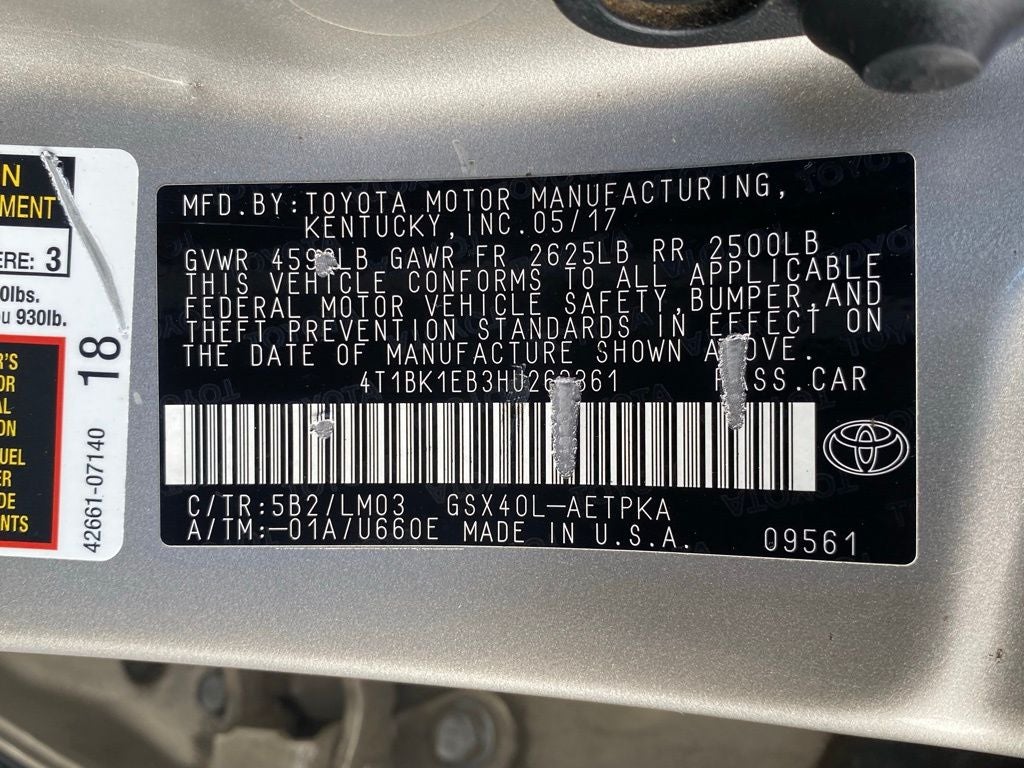 MFD.BY:TOYOTA MOTOR MANUFACTURING,
KENTUCKY,INC.05/17
GVWR GAWR FR 2625LB RR 2500LB
THIS VEHICLE CONFORMS TO ALL APPLICABLE
FEDERAL MOTOR VEHICLE SAFETY,BUMPER,AND
THEFT PREVENTION STANDARDS IN EFFECT ON
THE DATE OF MANUFACTURE SHOWN ABOVE.
PASS.CAR
C/TR:5B2/LM03 GSX40L-AETPKA
A/TM:-01A/U660E MADE IN U.S.A.
09561
MENT
ERE: 3
0lbs.
930lb.
18
42661-07140